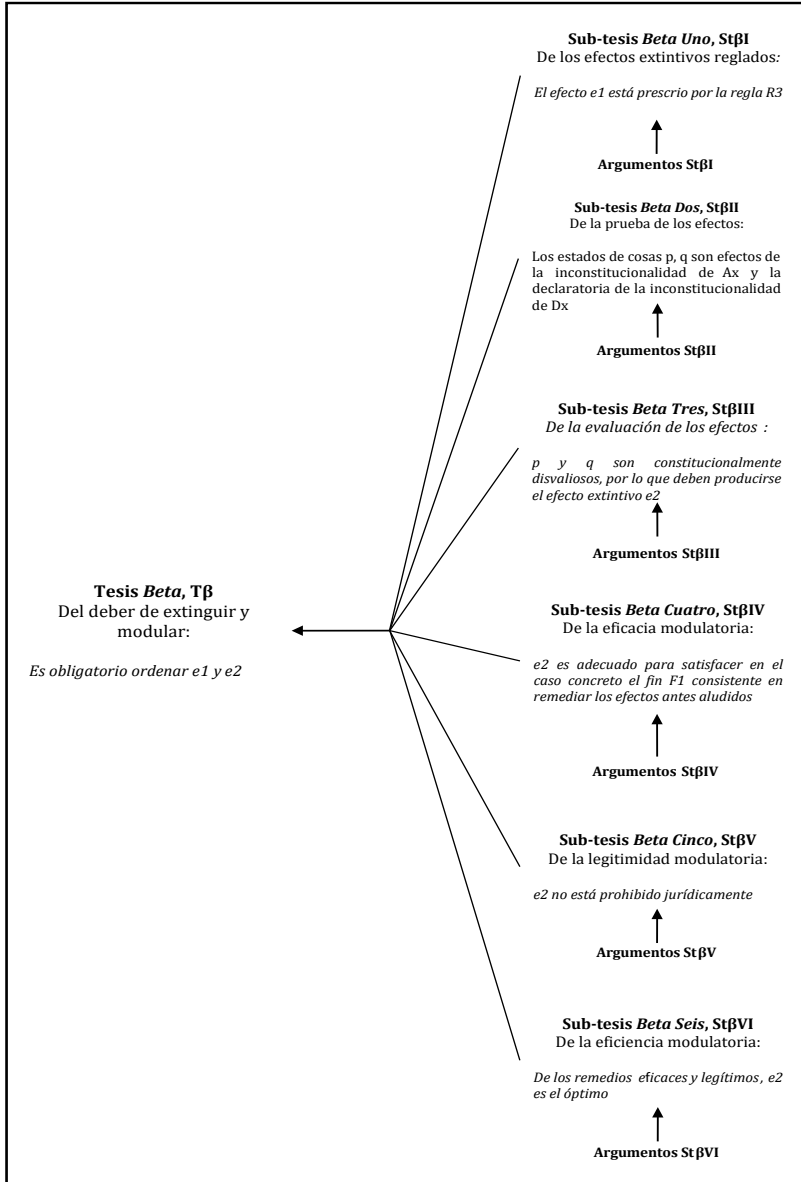 Sub-tesis Beta Uno, StβI
De los efectos extintivos reglados:
El efecto e1 está prescrio por la regla R3
Argumentos StβI
Sub-tesis Beta Dos, StβII
De la prueba de los efectos:
Los estados de cosas p, q son efectos de
la inconstitucionalidad de Ax y la
declaratoria de la inconstitucionalidad
de Dx
Argumentos StβII
Sub-tesis Beta Tres, StβIII
De la evaluación de los efectos :
p y q son constitucionalmente
disvaliosos, por lo que deben producirse
el efecto extintivo e2
Argumentos StβIII
Tesis Beta, Tβ
Del deber de extinguir y
modular:
Es obligatorio ordenar e1 y e2
Sub-tesis Beta Cuatro, StβIV
De la eficacia modulatoria:
e2 es adecuado para satisfacer en el
caso concreto el fin F1 consistente en
remediar los efectos antes aludidos
Argumentos StβIV
Sub-tesis Beta Cinco, StβV
De la legitimidad modulatoria:
e2 no está prohibido jurídicamente
Argumentos StβV
Sub-tesis Beta Seis, StβVI
De la eficiencia modulatoria:
De los remedios eficaces y legítimos, e2
es el óptimo
Argumentos StβVI